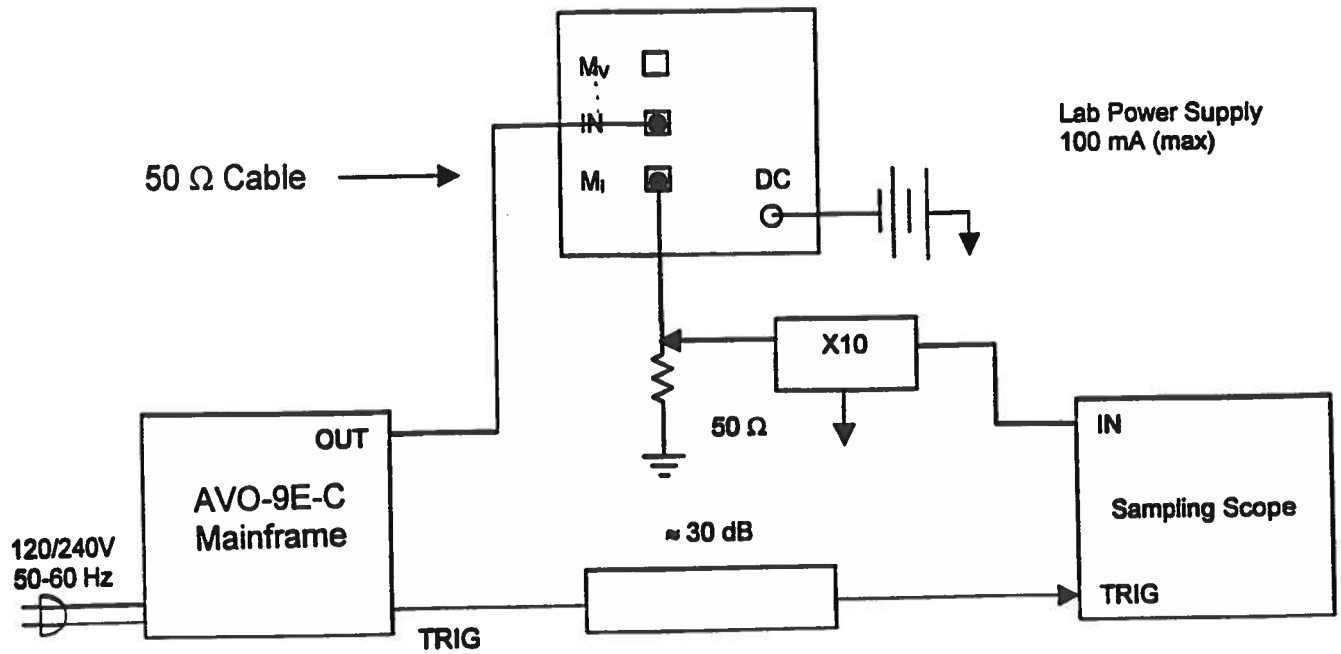 Mv
IN
MI
DC
Lab Power Supply
100 mA (max)
50 Ω Cable
X10
50 Ω
OUT
AVO-9E-C
Mainframe
120/240V
50-60 Hz
TRIG
≈ 30 dB
IN
Sampling Scope
TRIG